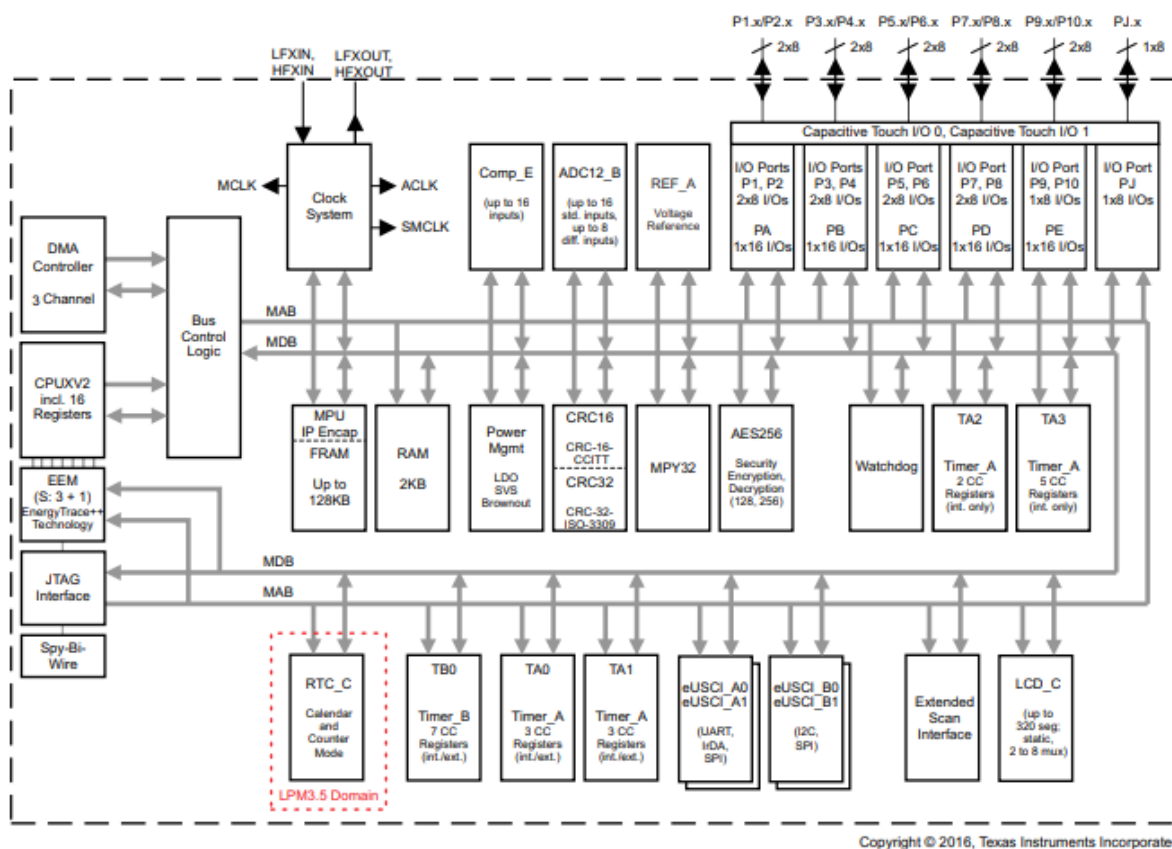 P1.x/P2.x P3.x/P4.x P5.x/P6.x P7.x/P8.x P9.x/P10.x PJ.x
2x8 2x8 2x8 2x8 2x8 1x8
LFXIN,
HFXIN
LFXOUT,
HFXOUT
Capacitive Touch I/O 0, Capacitive Touch I/O 1
MCLK
Clock
System
ACLK
SMCLK
Comp_E
(up to 16
inputs)
ADC12_B
(up to 16
std. inputs,
up to 8
diff. inputs)
REF_A
Voltage
Reference
I/O Ports
P1, P2
2x8 I/Os
PA
1x16 I/Os
I/O Ports
P3, P4
2x8 I/Os
PB
1x16 I/Os
I/O Port
P5, P6
2x8 I/Os
PC
1x16 I/Os
I/O Port
P7, P8
2x8 I/Os
PD
1x16 I/Os
I/O Port
P9, P10
1x8 I/Os
PE
1x16 I/Os
I/O Port
PJ
1x8 I/Os
DMA
Controller
3 Channel
Bus
Control
Logic
MAB
MDB
CPUXV2
incl. 16
Registers
MPU
IP Encap
FRAM
Up to
128KB
RAM
2KB
Power
Mgmt
LDO
SVS
Brownout
CRC16
CRC-16-
CCITT
CRC32
CRC-32-
ISO-3309
MPY32
AES256
Security
Encryption,
Decryption
(128, 256)
Watchdog
TA2
Timer_A
2 CC
Registers
(int. only)
TA3
Timer_A
5 CC
Registers
(int. only)
EEM
(S: 3 + 1)
EnergyTrace++
Technology
MDB
JTAG
Interface
MAB
Spy-Bi-
Wire
RTC_C
Calendar
and
Counter
Mode
LPM3.5 Domain
TB0
Timer_B
7 CC
Registers
(int./ext.)
TA0
Timer_A
3 CC
Registers
(int./ext.)
TA1
Timer_A
3 CC
Registers
(int./ext.)
eUSCI_A0
eUSCI_A1
(UART,
IrDA,
SPI)
eUSCI_B0
eUSCI_B1
(I2C,
SPI)
Extended
Scan
Interface
LCD_C
(up to
320 seg;
static,
2 to 8 mux)
Copyright © 2016, Texas Instruments Incorporate